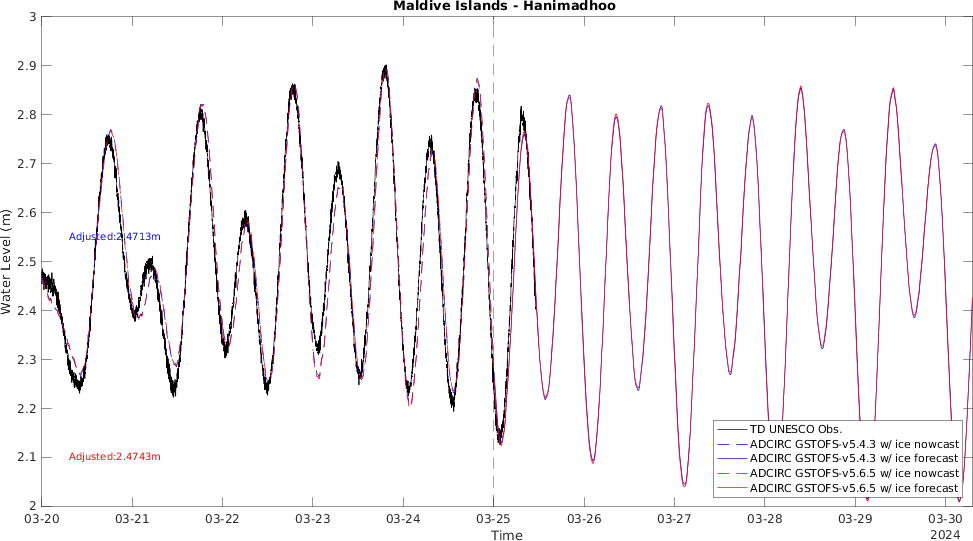 Maldive Islands - Hanimadhoo
3
2.9
2.8
2.7
2.6
2.5
2.4
2.3
2.2
2.1
2
Water Level (m)
Adjusted:2.4713m
Adjusted:2.4743m
TD UNESCO Obs.
ADCIRC GSTOFS-v5.4.3 w/ ice nowcast
ADCIRC GSTOFS-v5.4.3 w/ ice forecast
ADCIRC GSTOFS-v5.6.5 w/ ice nowcast
ADCIRC GSTOFS-v5.6.5 w/ ice forecast
03-20 03-21 03-22 03-23 03-24 03-25 03-26 03-27 03-28 03-29 03-30
Time
2024